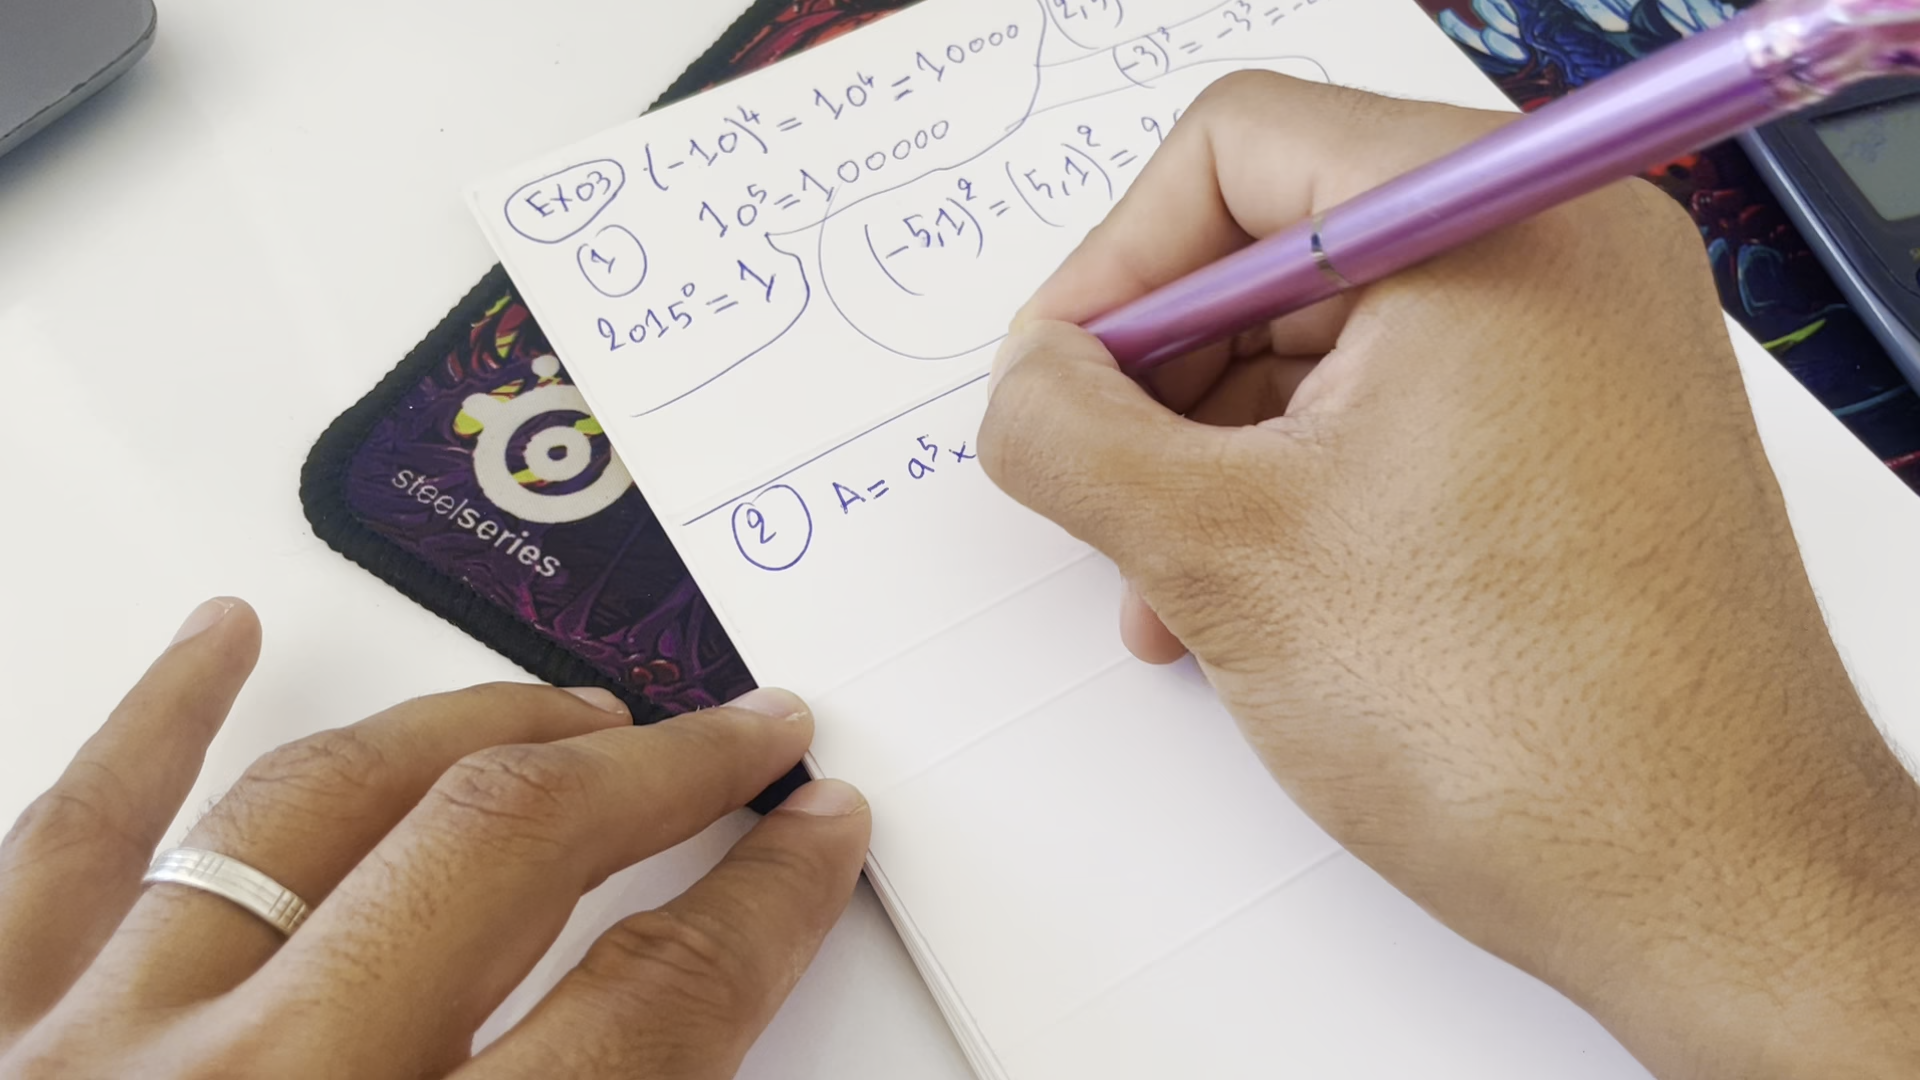 EX03 (-10)⁴ = 10⁴ = 10000
1 10⁵ = 100000
2015⁰ = 1
(-3)³ = -3³ =
(-5,1)² = (5,1)² =
2 A = a⁵ ×
steelseries